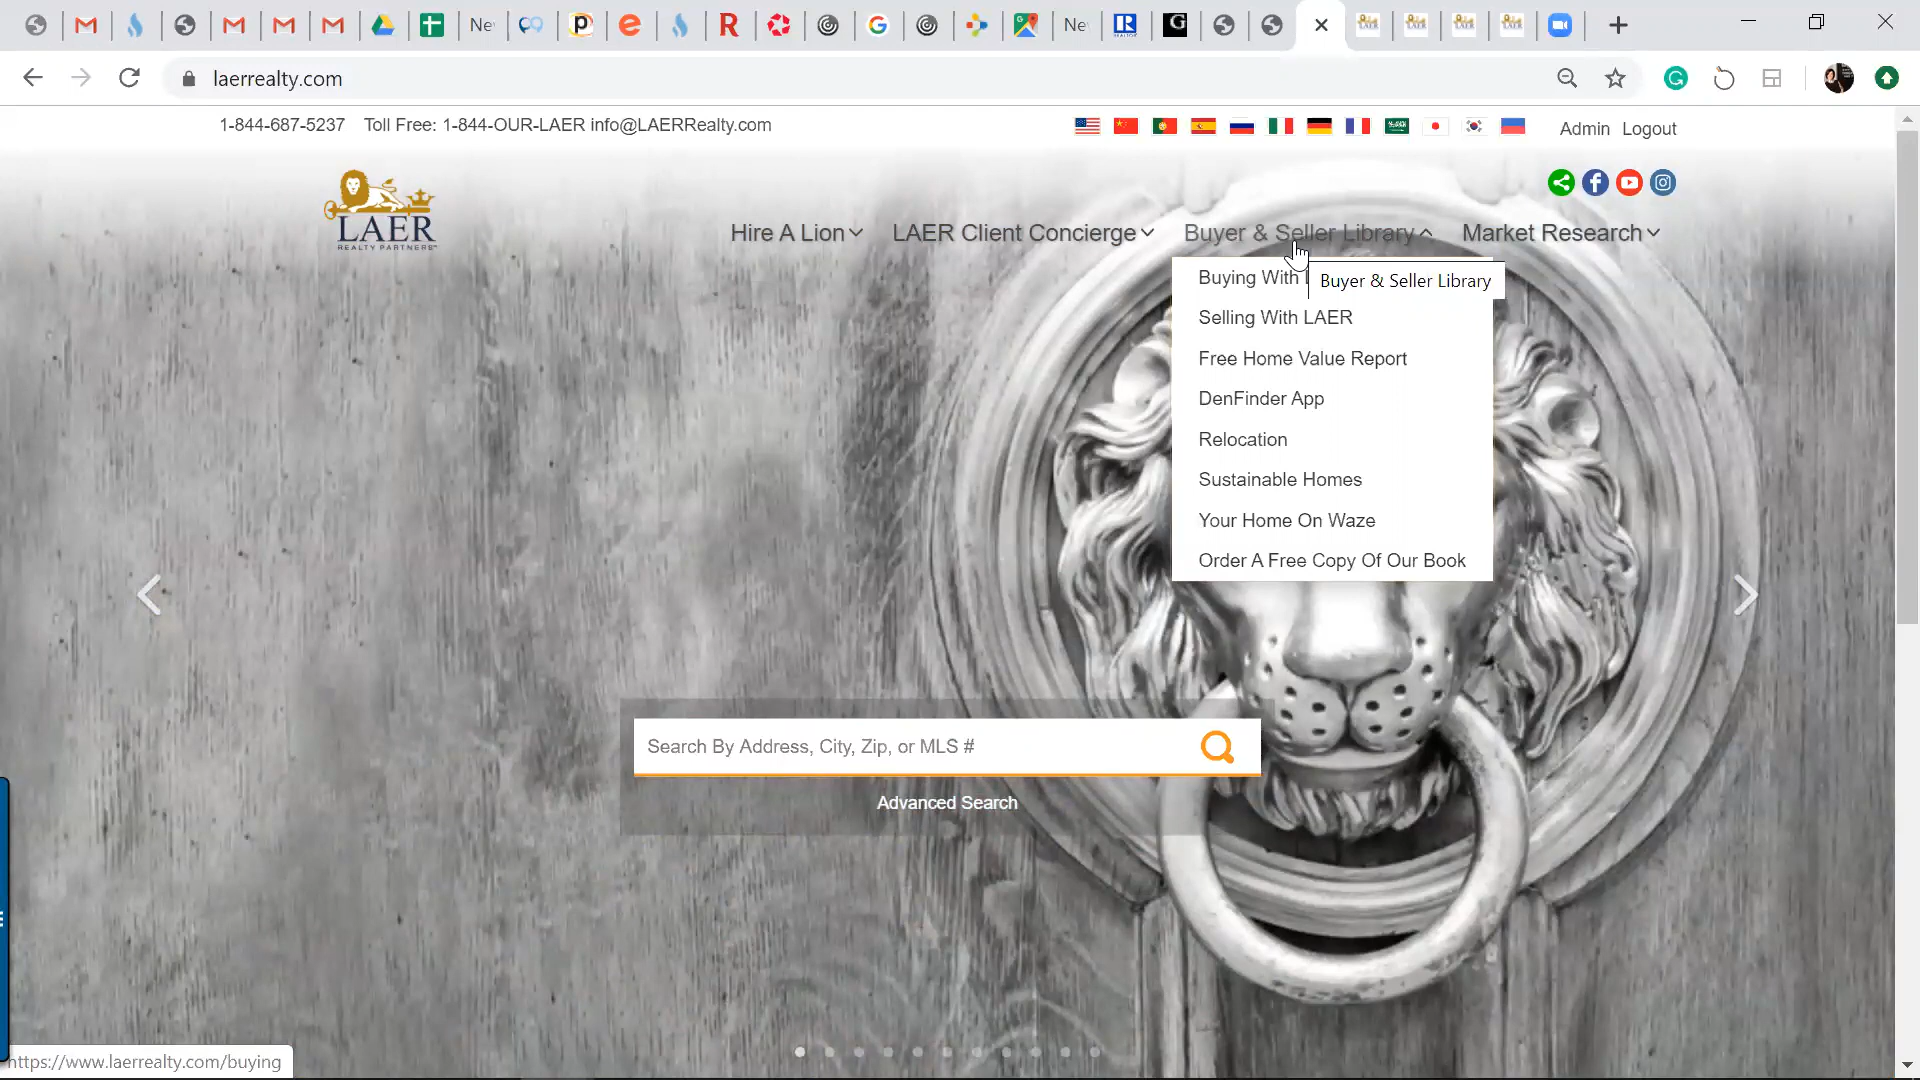 Ne
Ne
laerrealty.com
1-844-687-5237 Toll Free: 1-844-OUR-LAER info@LAERRealty.com
Admin Logout
LAER
REALTY PARTNERS
Hire A Lion LAER Client Concierge Buyer & Seller Library Market Research
Buying With
Buyer & Seller Library
Selling With LAER
Free Home Value Report
DenFinder App
Relocation
Sustainable Homes
Your Home On Waze
Order A Free Copy Of Our Book
Search By Address, City, Zip, or MLS #
Advanced Search
https://www.laerrealty.com/buying